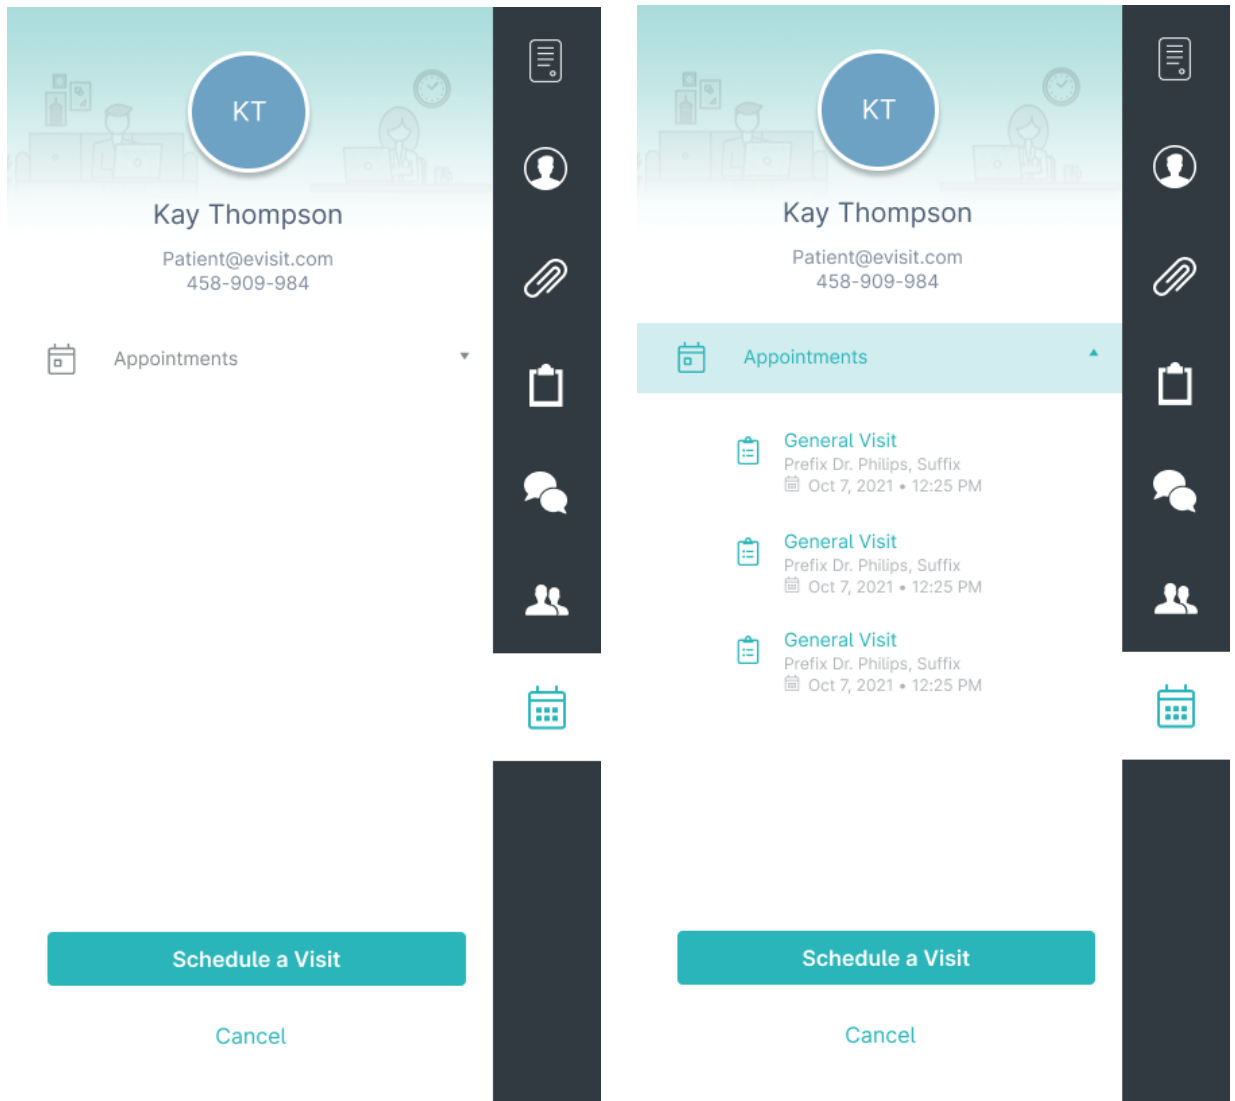 KT
Kay Thompson
Patient@evisit.com
458-909-984
Appointments
Schedule a Visit
Cancel
KT
Kay Thompson
Patient@evisit.com
458-909-984
Appointments
General Visit
Prefix Dr. Philips, Suffix
Oct 7, 2021 • 12:25 PM
General Visit
Prefix Dr. Philips, Suffix
Oct 7, 2021 • 12:25 PM
General Visit
Prefix Dr. Philips, Suffix
Oct 7, 2021 • 12:25 PM
Schedule a Visit
Cancel